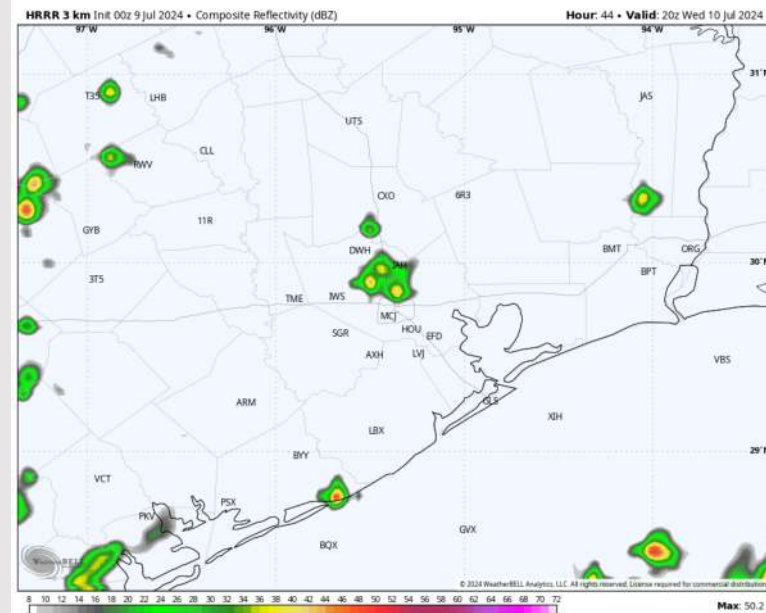 HRRR 3 km Init 00z 9 Jul 2024 • Composite Reflectivity (dBZ) Hour: 44 • Valid: 20z Wed 10 Jul 2024
97°W 96°W 95°W 94°W
31°N
T35 LHB JAS
UTS
CLL
RWV
CXO 6R3
11R
GYB
DWH BMT ORG
30°N
IAH
BPT
3T5
TME IWS
MCJ
SGR HOU EFD
AXH LVJ VBS
ARM GLS
XIH
LBX
29°N
BYY
VCT
PSX
PKV
BQX GVX
WeatherBELL
© 2024 WeatherBELL Analytics, LLC. All rights reserved. License required for commercial distribution.
8 10 12 14 16 18 20 22 24 26 28 30 32 34 36 38 40 42 44 46 48 50 52 54 56 58 60 62 64 66 68 70 72
Max: 50.2